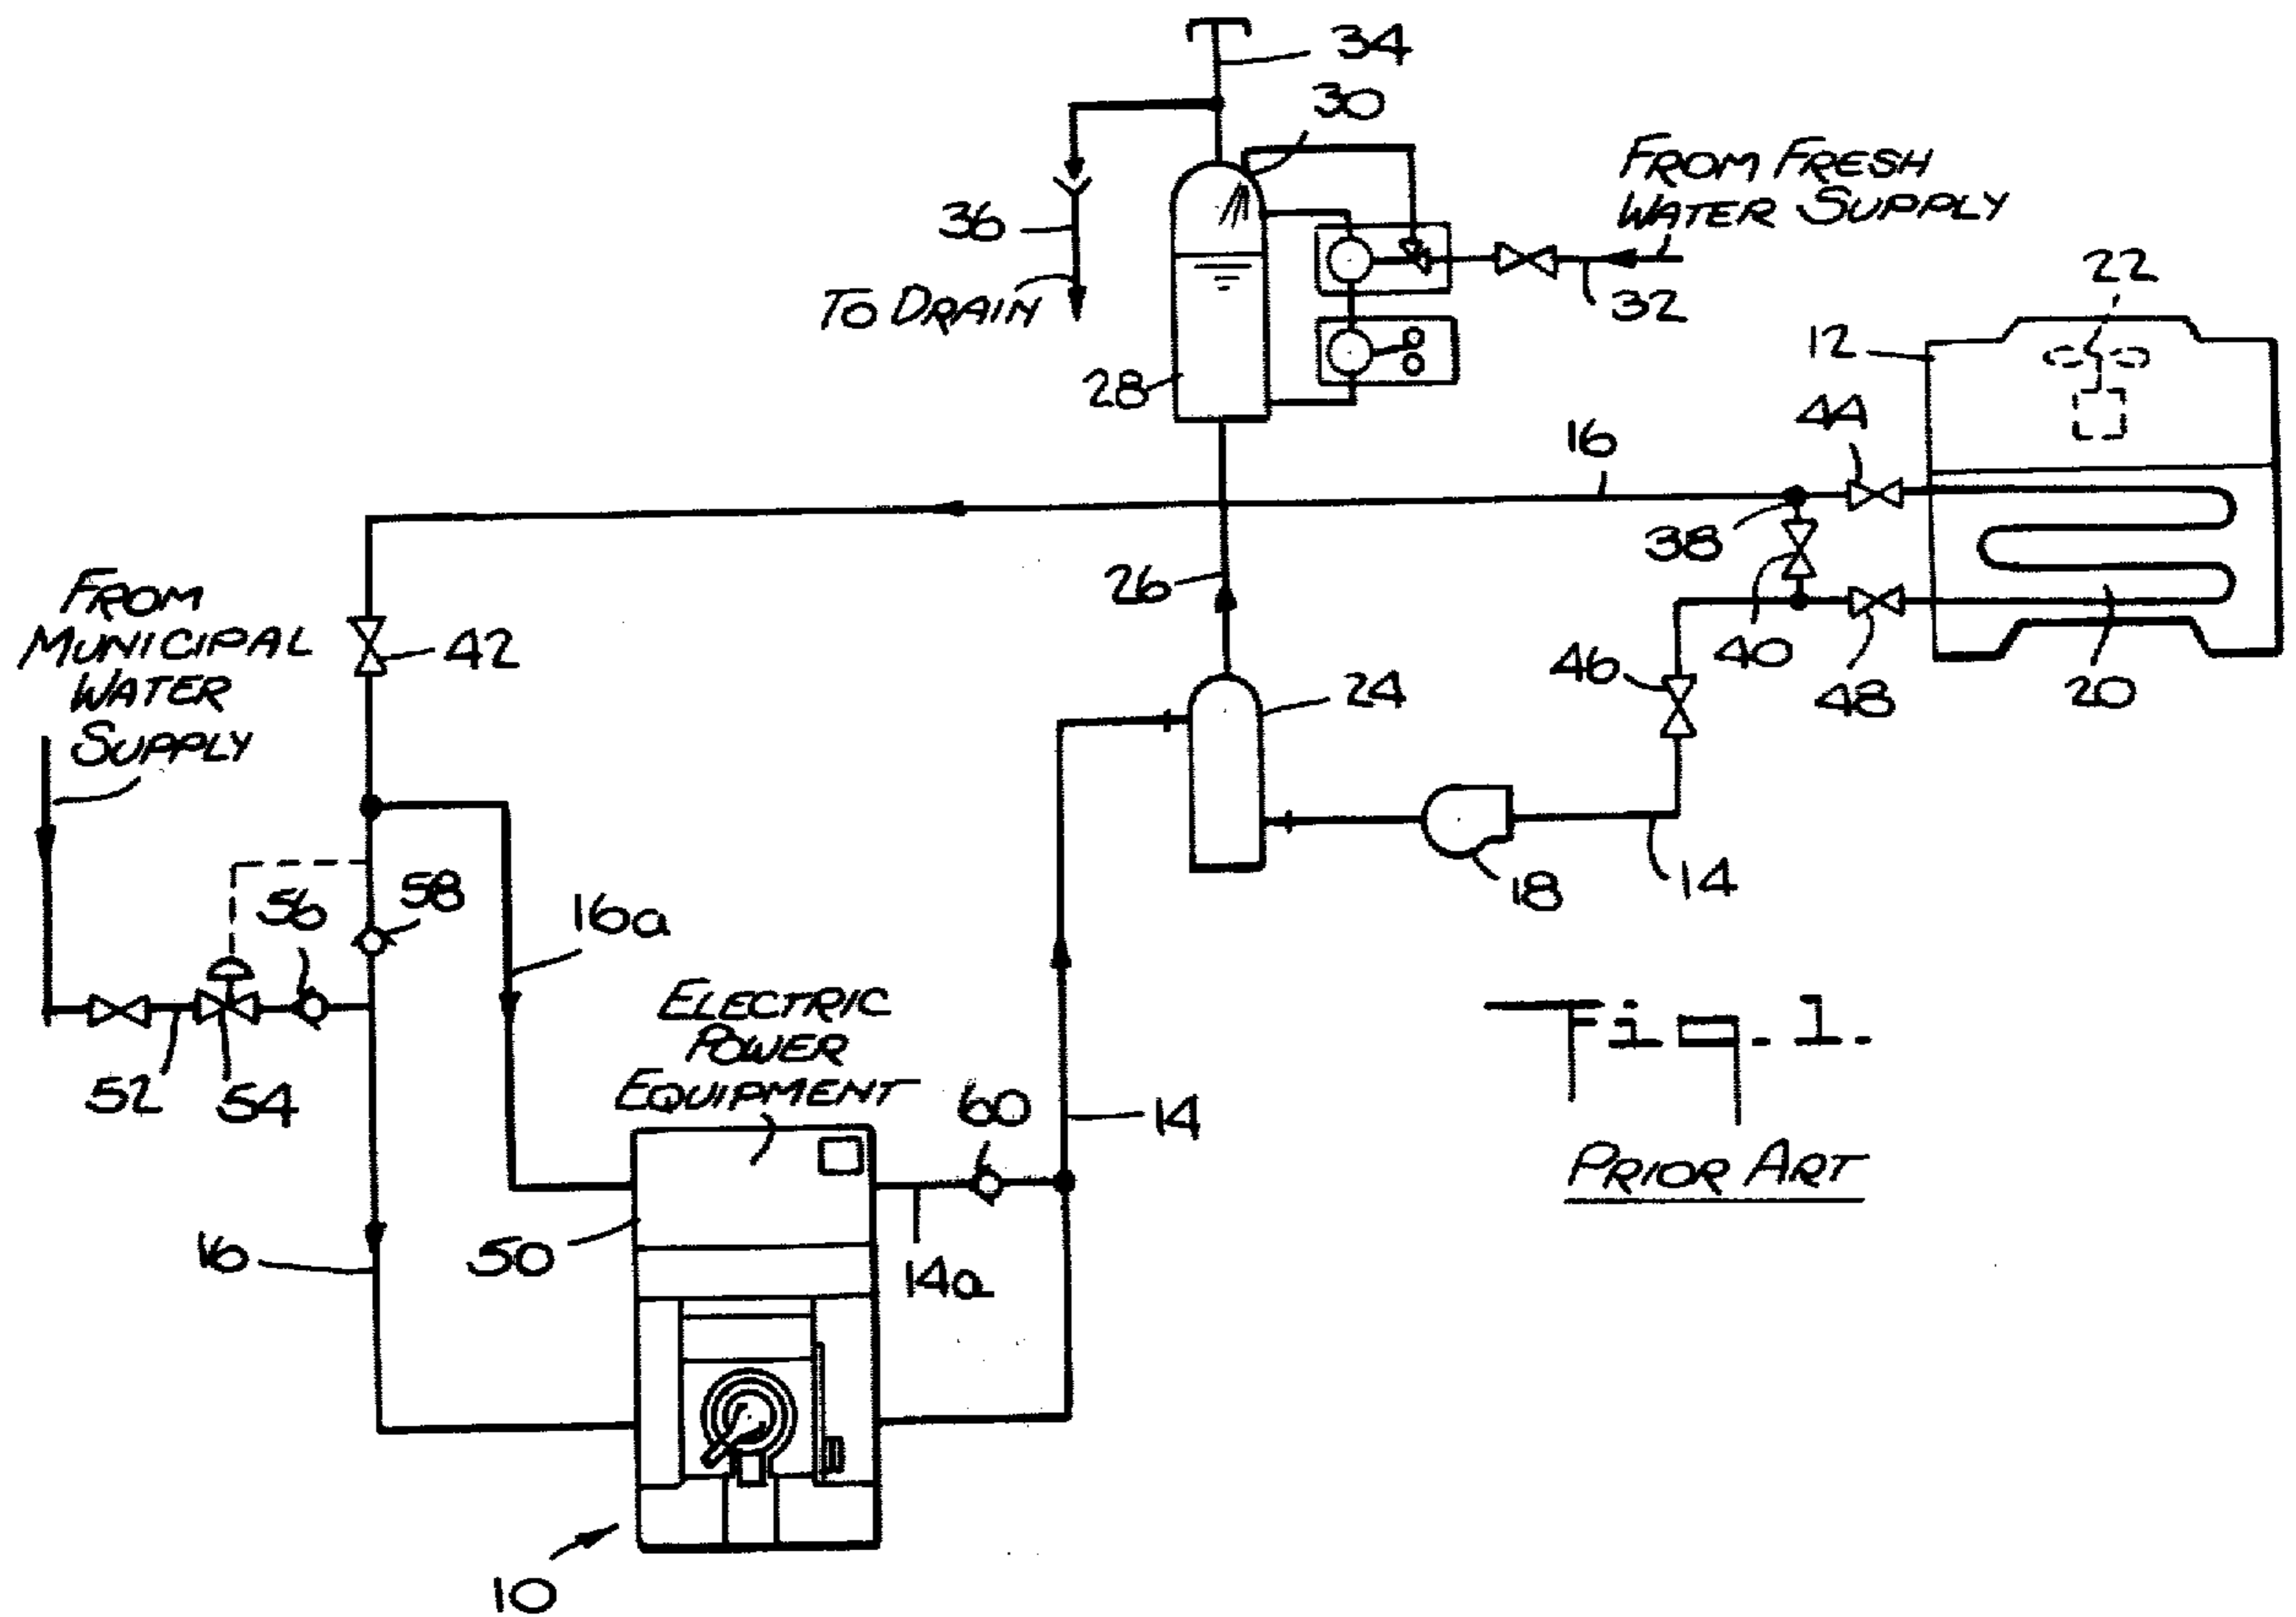 34
30
FROM FRESH
WATER SUPPLY
36
TO DRAIN
32
22
12
28
44
16
38
26
FROM
MUNICIPAL
WATER
SUPPLY
42
40
46
48
20
24
18
14
58
56
16a
ELECTRIC
POWER
EQUIPMENT
52
54
60
14
Fig. 1.
PRIOR ART
16
50
14a
10